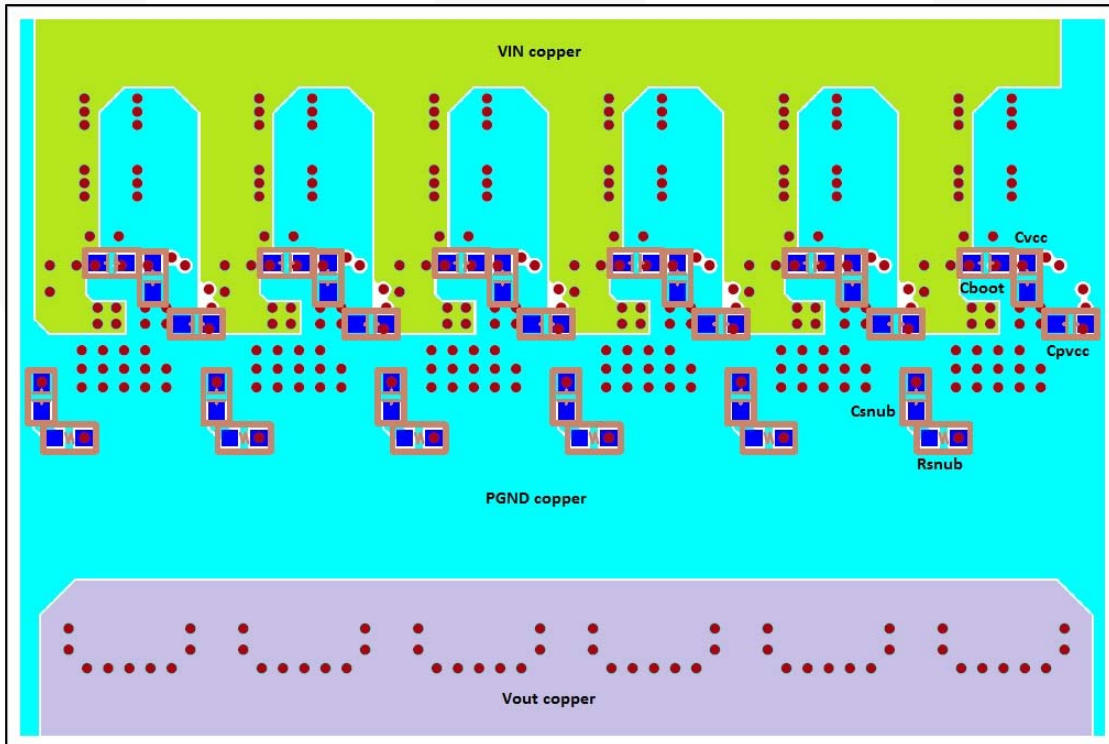 VIN copper
Cvcc
Cboot
Cpvcc
Csnub
Rsnub
PGND copper
Vout copper